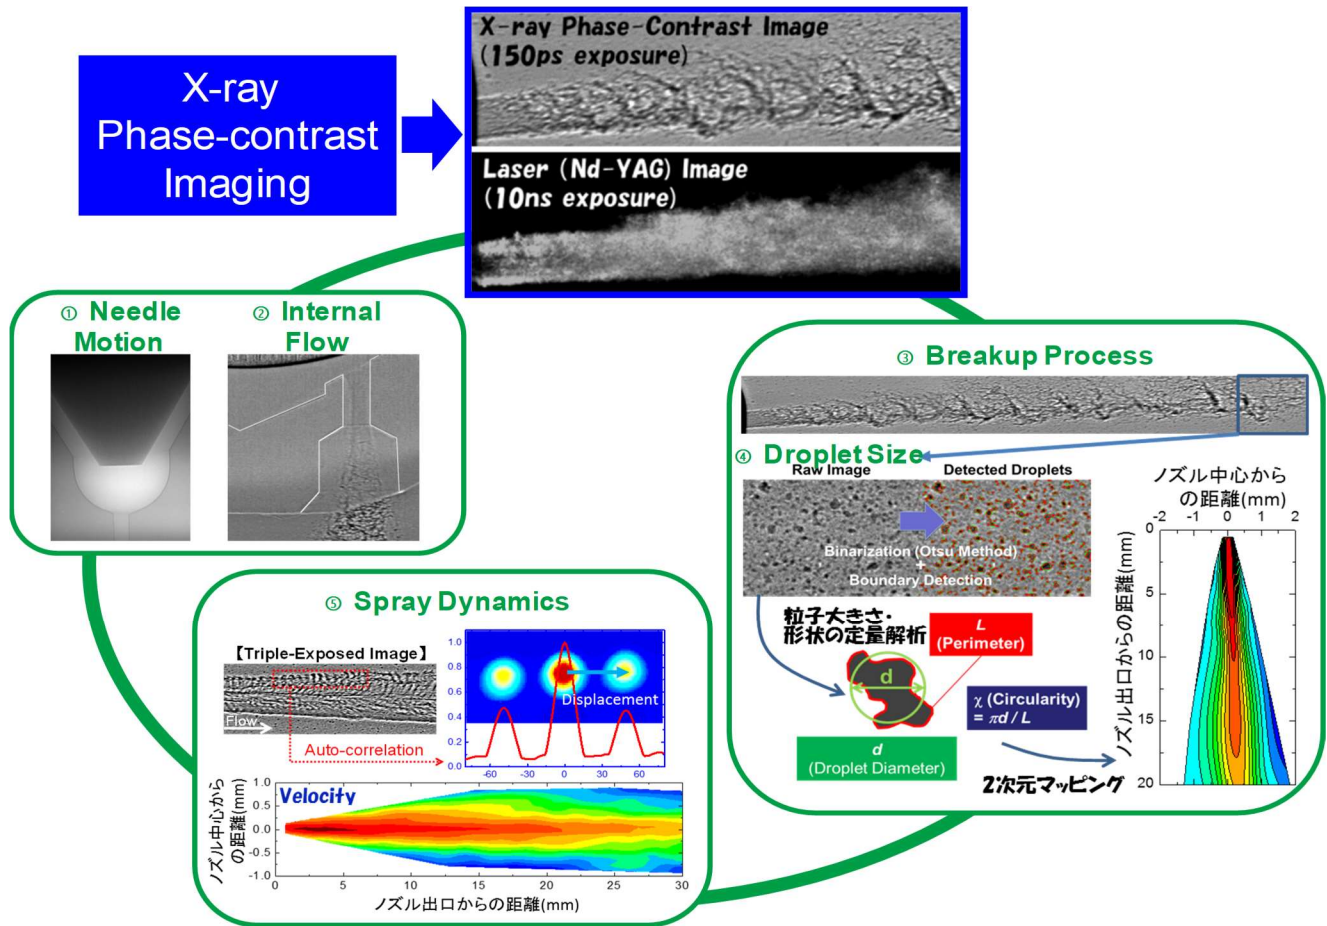 X-ray
Phase-contrast
Imaging
X-ray Phase-Contrast Image
(150ps exposure)
Laser (Nd-YAG) Image
(10ns exposure)
① Needle
Motion
② Internal
Flow
③ Breakup Process
④ Droplet Size
Raw Image
Detected Droplets
Binarization (Otsu Method)
+
Boundary Detection
粒子大きさ・
形状の定量解析
L
(Perimeter)
d
χ (Circularity)
= πd / L
d
(Droplet Diameter)
2次元マッピング
ノズル中心から
の距離(mm)
-2 -1 0 1 2
0
5
10
15
20
ノズル出口からの距離(mm)
⑤ Spray Dynamics
【Triple-Exposed Image】
Flow
Auto-correlation
1.0
0.8
0.6
0.4
0.2
0.0
Displacement
-60 -30 0 30 60
Velocity
1.0
0.5
0.0
-0.5
-1.0
ノズル中心から
の距離(mm)
0 5 10 15 20 25 30
ノズル出口からの距離(mm)